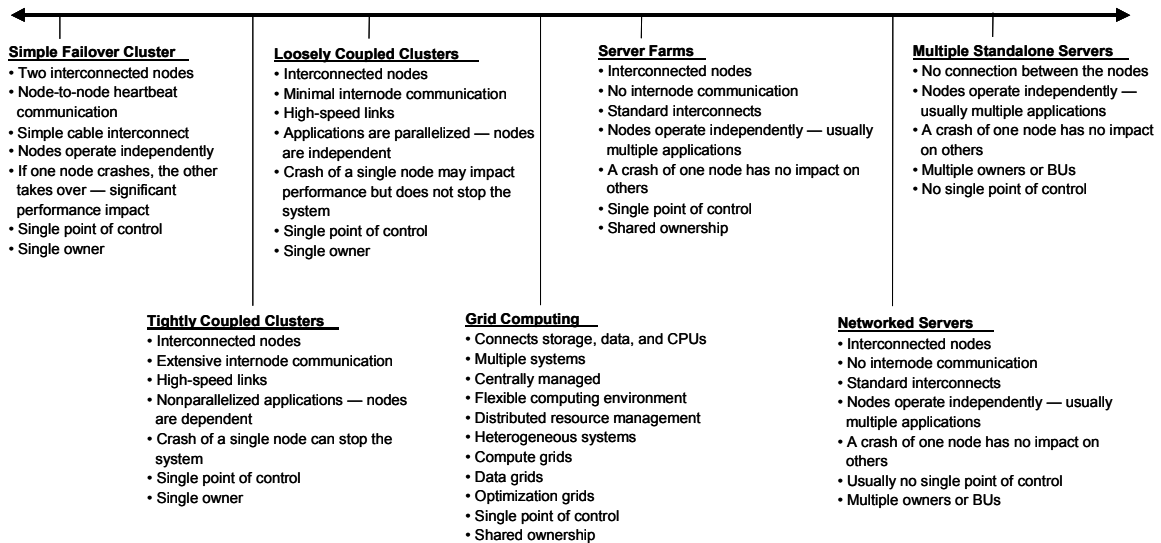 Simple Failover Cluster
• Two interconnected nodes
• Node-to-node heartbeat
communication
• Simple cable interconnect
• Nodes operate independently
• If one node crashes, the other
takes over — significant
performance impact
• Single point of control
• Single owner
Loosely Coupled Clusters
• Interconnected nodes
• Minimal internode communication
• High-speed links
• Applications are parallelized — nodes
are independent
• Crash of a single node may impact
performance but does not stop the
system
• Single point of control
• Single owner
Server Farms
• Interconnected nodes
• No internode communication
• Standard interconnects
• Nodes operate independently — usually
multiple applications
• A crash of one node has no impact on
others
• Single point of control
• Shared ownership
Multiple Standalone Servers
• No connection between the nodes
• Nodes operate independently —
usually multiple applications
• A crash of one node has no impact
on others
• Multiple owners or BUs
• No single point of control
Tightly Coupled Clusters
• Interconnected nodes
• Extensive internode communication
• High-speed links
• Nonparallelized applications — nodes
are dependent
• Crash of a single node can stop the
system
• Single point of control
• Single owner
Grid Computing
• Connects storage, data, and CPUs
• Multiple systems
• Centrally managed
• Flexible computing environment
• Distributed resource management
• Heterogeneous systems
• Compute grids
• Data grids
• Optimization grids
• Single point of control
• Shared ownership
Networked Servers
• Interconnected nodes
• No internode communication
• Standard interconnects
• Nodes operate independently — usually
multiple applications
• A crash of one node has no impact on
others
• Usually no single point of control
• Multiple owners or BUs